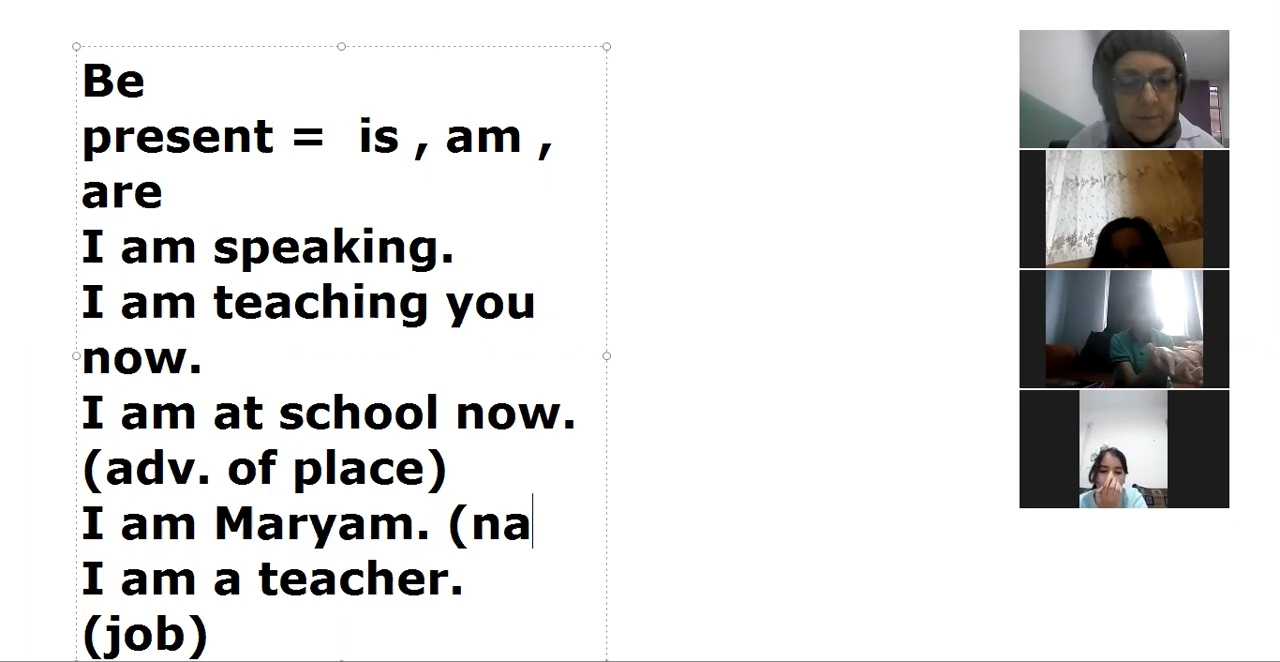 Be
present =  is , am ,
are
I am speaking.
I am teaching you
now.
I am at school now.
(adv. of place)
I am Maryam. (na
I am a teacher.
(job)